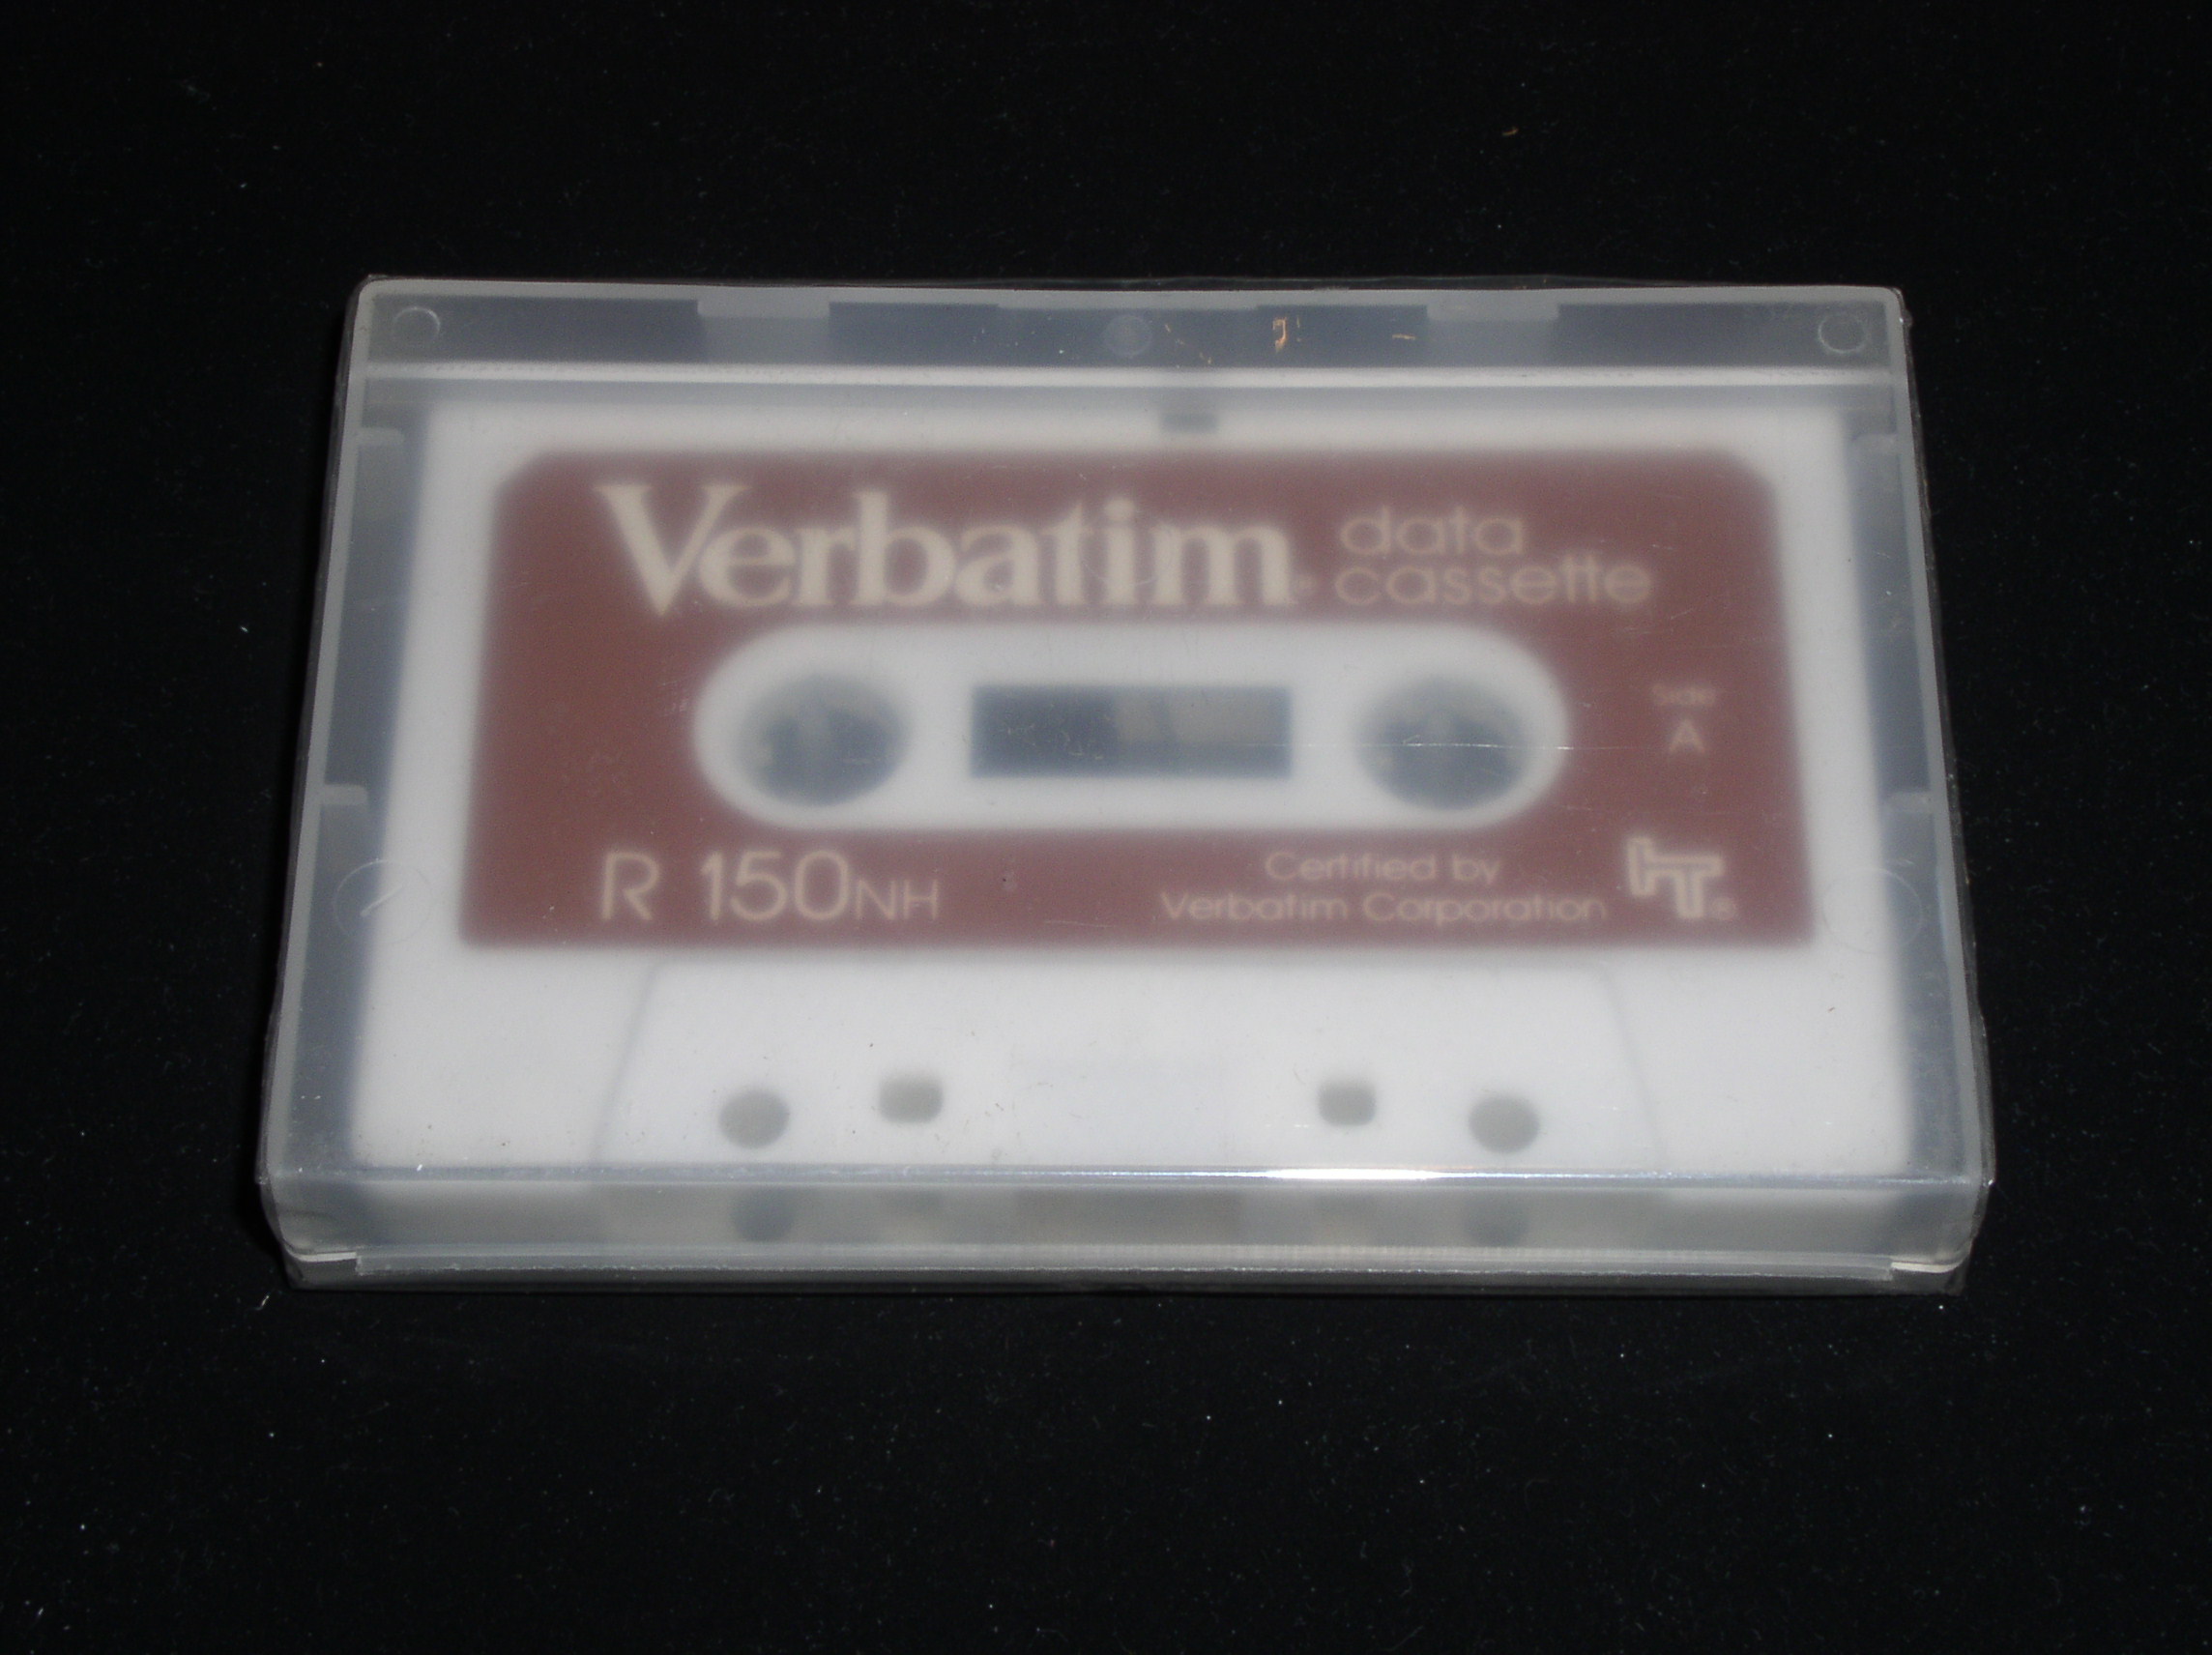 Verbatim data
cassette
Side
A
R 150NH
Certified by
Verbatim Corporation
®